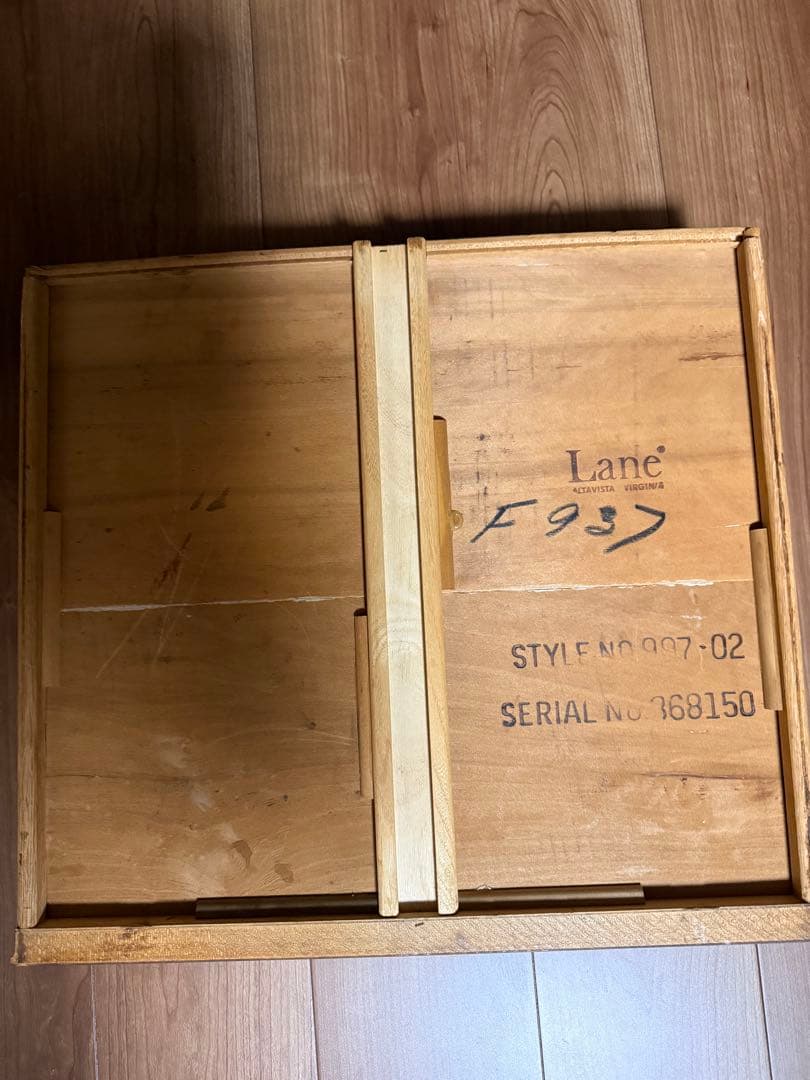 Lane®
ALTAVISTA VIRGINIA
F937
STYLE NO 997-02
SERIAL NO. 368150